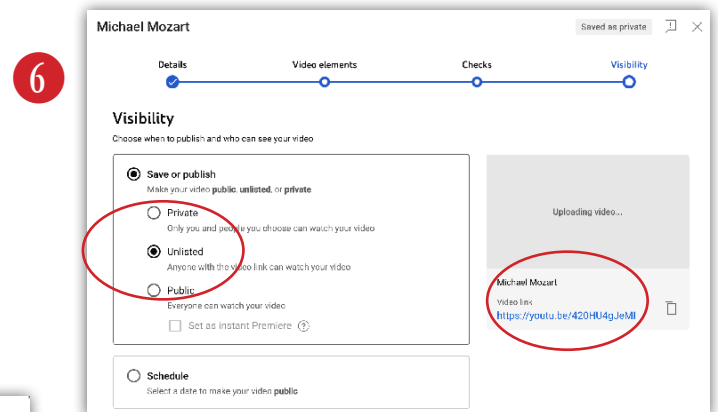 6
Michael Mozart
Saved as private
Details
Video elements
Checks
Visibility
Visibility
Choose when to publish and who can see your video
Save or publish
Make your video public, unlisted, or private
Private
Only you and people you choose can watch your video
Unlisted
Anyone with the video link can watch your video
Public
Everyone can watch your video
Set as instant Premiere ?
Schedule
Select a date to make your video public
Uploading video...
Michael Mozart
Video link
https://youtu.be/420HU4gJeMI